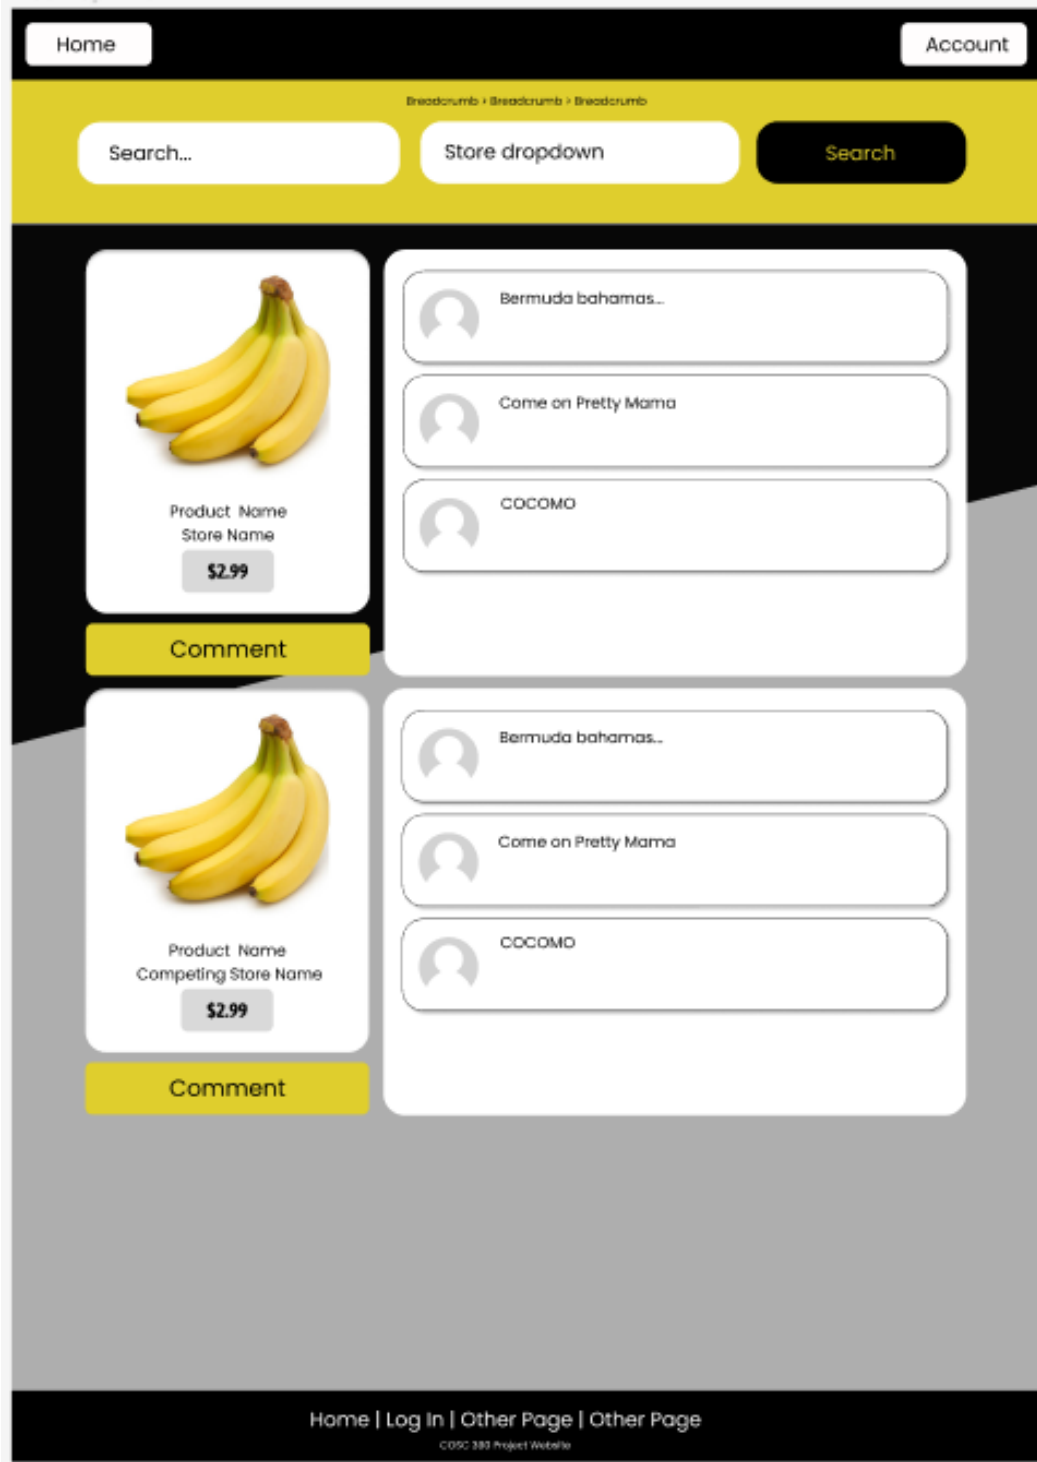 Home
Account
Breadcrumb > Breadcrumb > Breadcrumb
Search...
Store dropdown
Search
Bermuda bahamas...
Come on Pretty Mama
COCOMO
Product Name
Store Name
$2.99
Comment
Bermuda bahamas...
Come on Pretty Mama
COCOMO
Product Name
Competing Store Name
$2.99
Comment
Home | Log In | Other Page | Other Page
COSC 360 Project Website